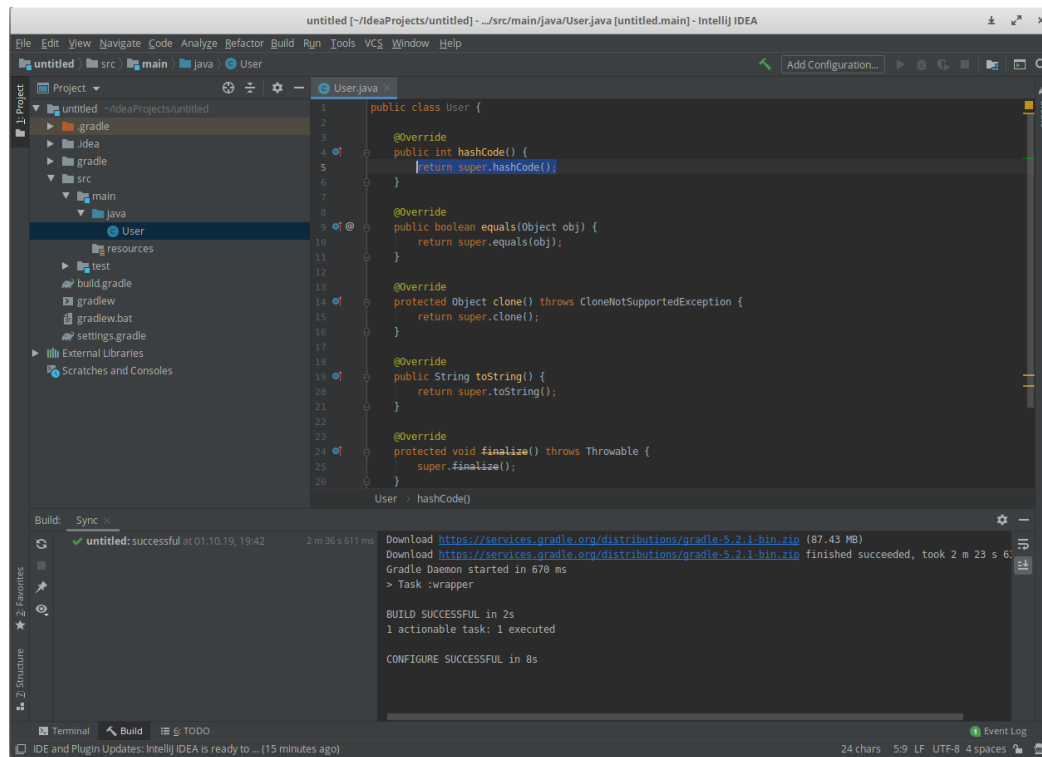 untitled [~/IdeaProjects/untitled] - .../src/main/java/User.java [untitled.main] - IntelliJ IDEA
File Edit View Navigate Code Analyze Refactor Build Run Tools VCS Window Help
untitled src main java User
Add Configuration...
1: Project
Project
untitled ~/IdeaProjects/untitled
.gradle
.idea
gradle
src
main
java
User
resources
test
build.gradle
gradlew
gradlew.bat
settings.gradle
External Libraries
Scratches and Consoles
User.java
1 public class User {
2
3 @Override
4 public int hashCode() {
5 return super.hashCode();
6 }
7
8 @Override
9 @ public boolean equals(Object obj) {
10 return super.equals(obj);
11 }
12
13 @Override
14 protected Object clone() throws CloneNotSupportedException {
15 return super.clone();
16 }
17
18 @Override
19 public String toString() {
20 return super.toString();
21 }
22
23 @Override
24 protected void finalize() throws Throwable {
25 super.finalize();
26 }
User › hashCode()
Build: Sync
untitled: successful at 01.10.19, 19:42 2 m 36 s 611 ms
Download https://services.gradle.org/distributions/gradle-5.2.1-bin.zip (87.43 MB)
Download https://services.gradle.org/distributions/gradle-5.2.1-bin.zip finished succeeded, took 2 m 23 s
Gradle Daemon started in 670 ms
> Task :wrapper
BUILD SUCCESSFUL in 2s
1 actionable task: 1 executed
CONFIGURE SUCCESSFUL in 8s
2: Favorites
7: Structure
Terminal Build 6: TODO
1 Event Log
IDE and Plugin Updates: IntelliJ IDEA is ready to ... (15 minutes ago)
24 chars 5:9 LF UTF-8 4 spaces